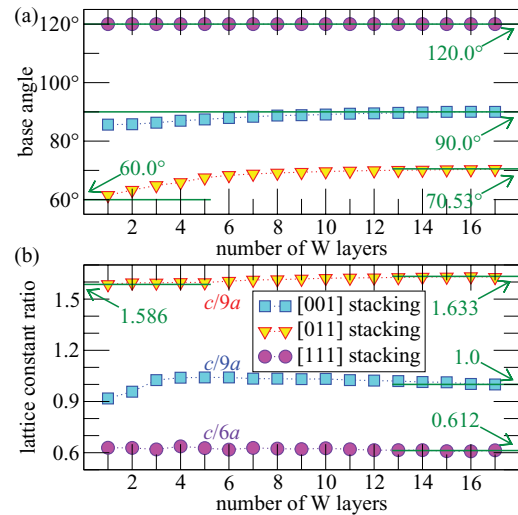 (a)
120°
100°
80°
60°
base angle
120.0°
90.0°
60.0°
70.53°
2 4 6 8 10 12 14 16
number of W layers
(b)
1.5
1.2
0.9
0.6
lattice constant ratio
c/9a
1.586
1.633
[001] stacking
[011] stacking
[111] stacking
c/9a
1.0
c/6a
0.612
2 4 6 8 10 12 14 16
number of W layers